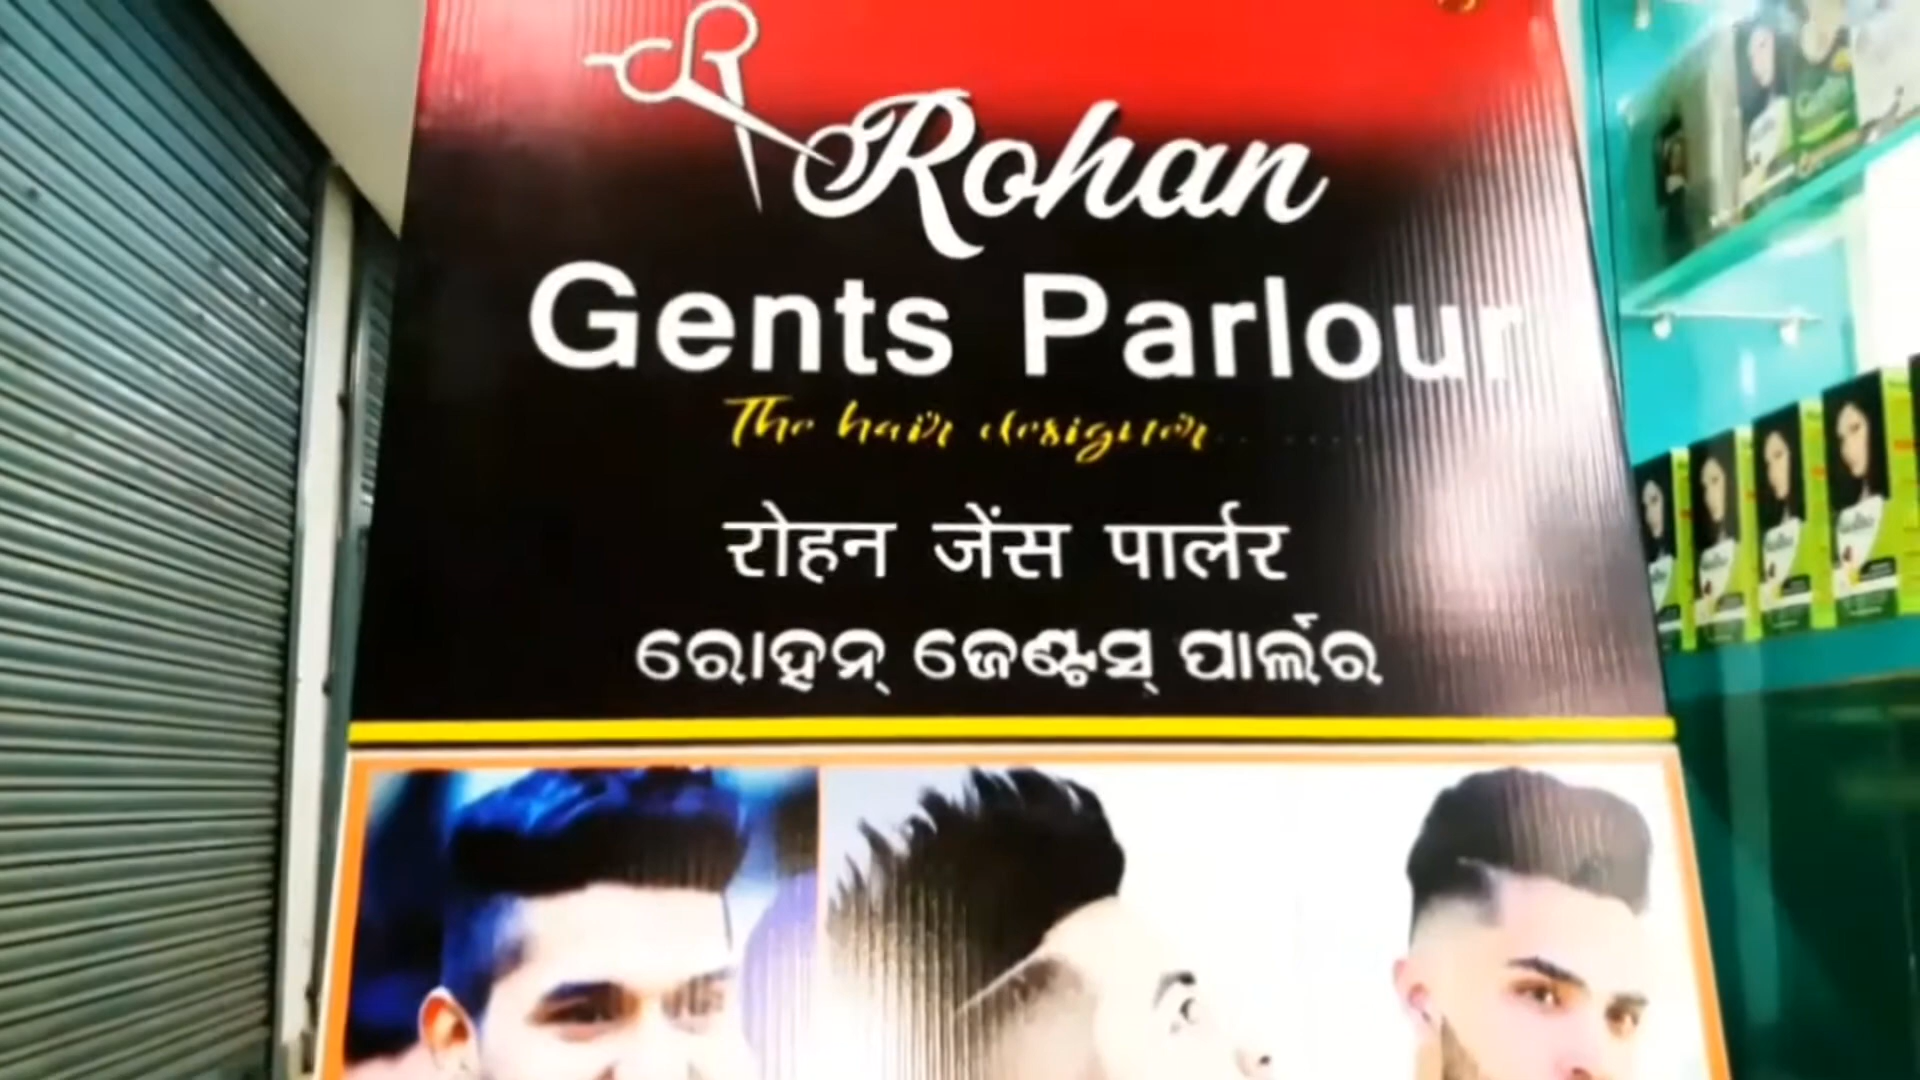 Rohan
Gents Parlour
The hair designer.. .....
रोहन जेंस पार्लर
ରୋହନ୍ ଜେଣ୍ଟସ୍ ପାର୍ଲର